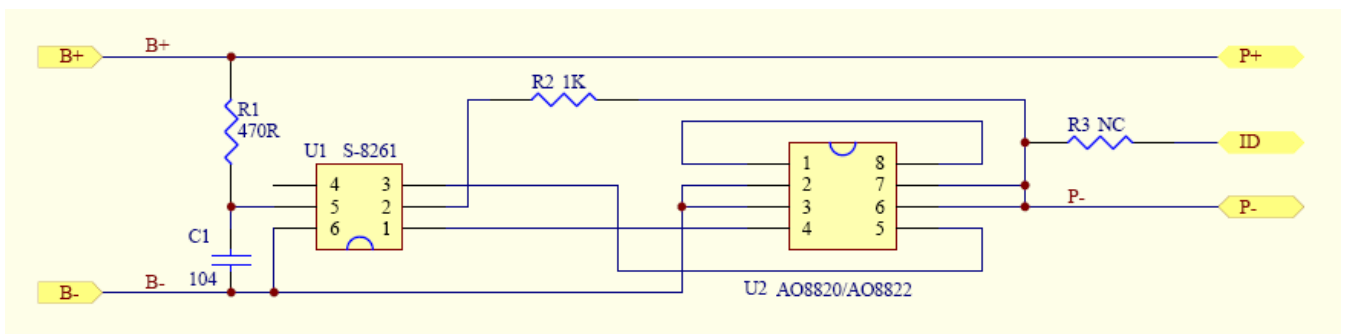 B+ B+ P+
R2 1K
R1
470R
R3 NC ID
U1 S-8261
1 8
4 3 2 7
5 2 3 6 P- P-
6 1 4 5
C1
104
B- B-
U2 AO8820/AO8822